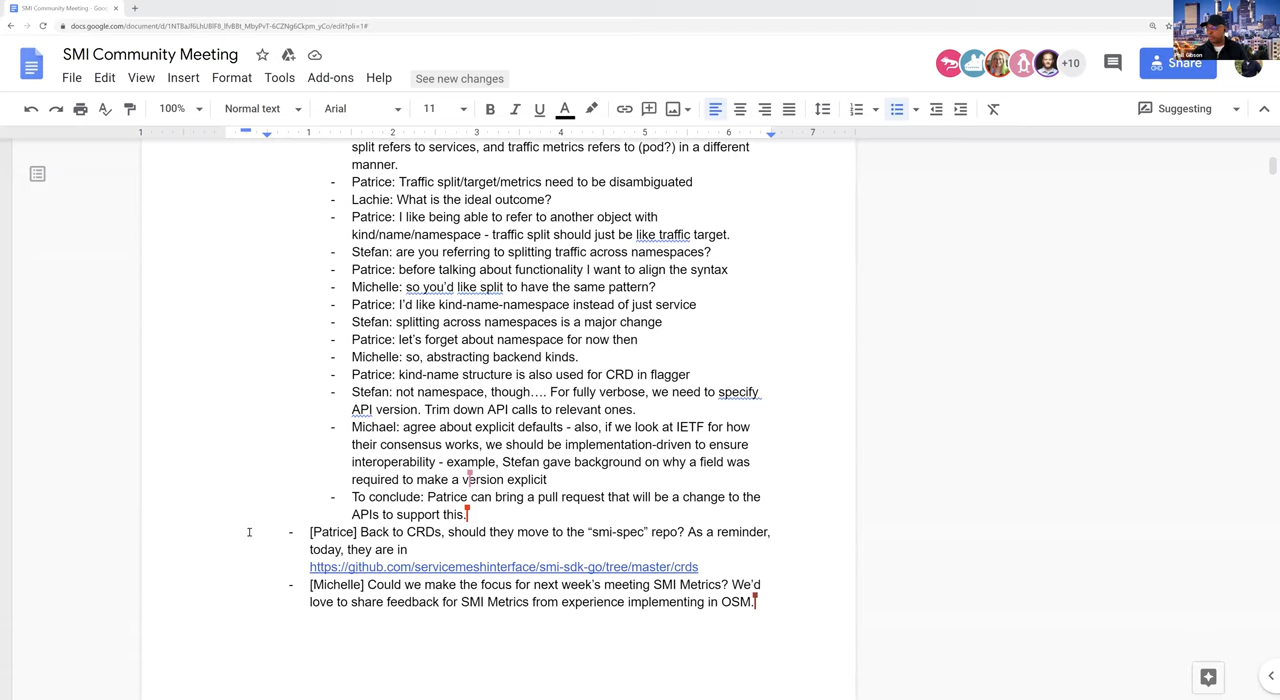 SMI Community Meeting
docs.google.com/document/d/
SMI Community Meeting
File Edit View Insert Format Tools Add-ons Help See new changes
+10
Share
Phil Gibson
100% Normal text Arial 11 Suggesting
1 1 2 3 4 5 6 7
split refers to services, and traffic metrics refers to (pod?) in a different
manner.
- Patrice: Traffic split/target/metrics need to be disambiguated
- Lachie: What is the ideal outcome?
- Patrice: I like being able to refer to another object with
kind/name/namespace - traffic split should just be like traffic target.
- Stefan: are you referring to splitting traffic across namespaces?
- Patrice: before talking about functionality I want to align the syntax
- Michelle: so you'd like split to have the same pattern?
- Patrice: I'd like kind-name-namespace instead of just service
- Stefan: splitting across namespaces is a major change
- Patrice: let's forget about namespace for now then
- Michelle: so, abstracting backend kinds.
- Patrice: kind-name structure is also used for CRD in flagger
- Stefan: not namespace, though…. For fully verbose, we need to specify
API version. Trim down API calls to relevant ones.
- Michael: agree about explicit defaults - also, if we look at IETF for how
their consensus works, we should be implementation-driven to ensure
interoperability - example, Stefan gave background on why a field was
required to make a version explicit
- To conclude: Patrice can bring a pull request that will be a change to the
APIs to support this.
- [Patrice] Back to CRDs, should they move to the “smi-spec” repo? As a reminder,
today, they are in
https://github.com/servicemeshinterface/smi-sdk-go/tree/master/crds
- [Michelle] Could we make the focus for next week's meeting SMI Metrics? We'd
love to share feedback for SMI Metrics from experience implementing in OSM.